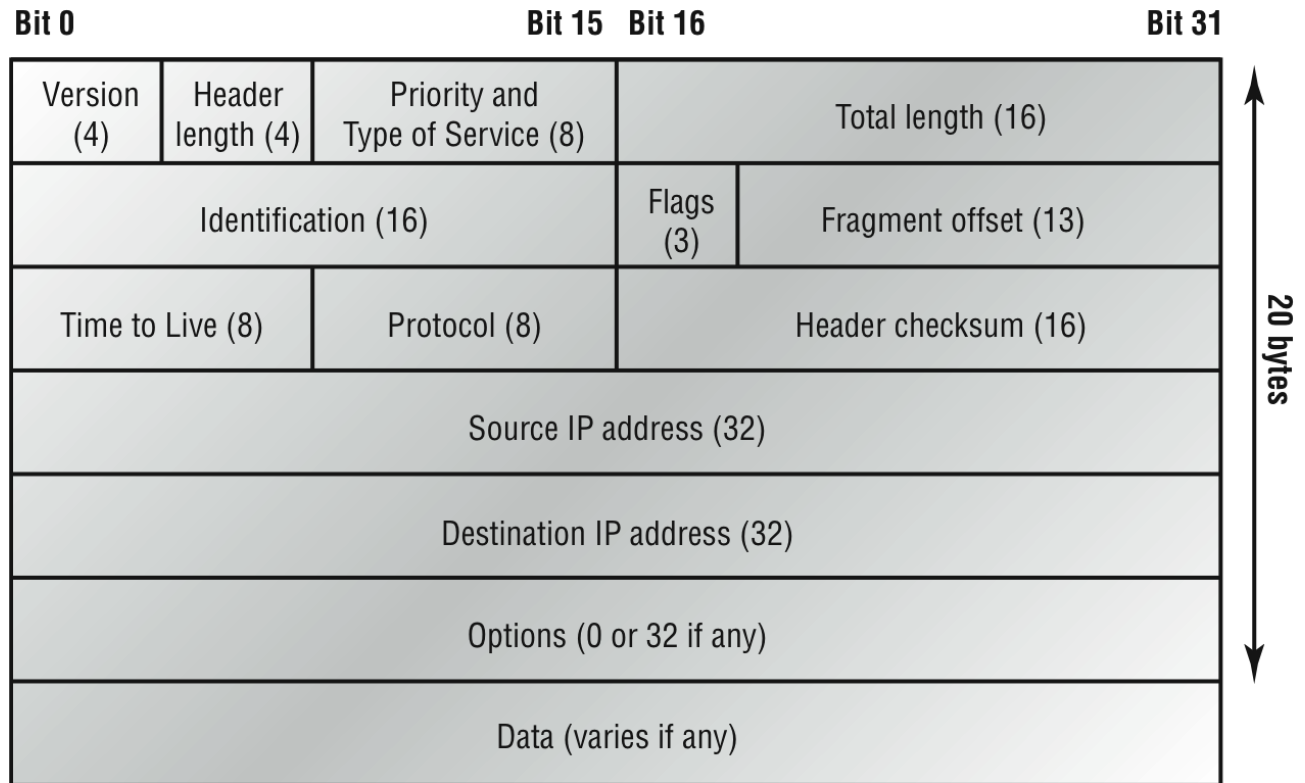 Bit 0 Bit 15 Bit 16 Bit 31
Version
(4)
Header
length (4)
Priority and
Type of Service (8)
Total length (16)
Identification (16)
Flags
(3)
Fragment offset (13)
Time to Live (8)
Protocol (8)
Header checksum (16)
Source IP address (32)
Destination IP address (32)
Options (0 or 32 if any)
Data (varies if any)
20 bytes